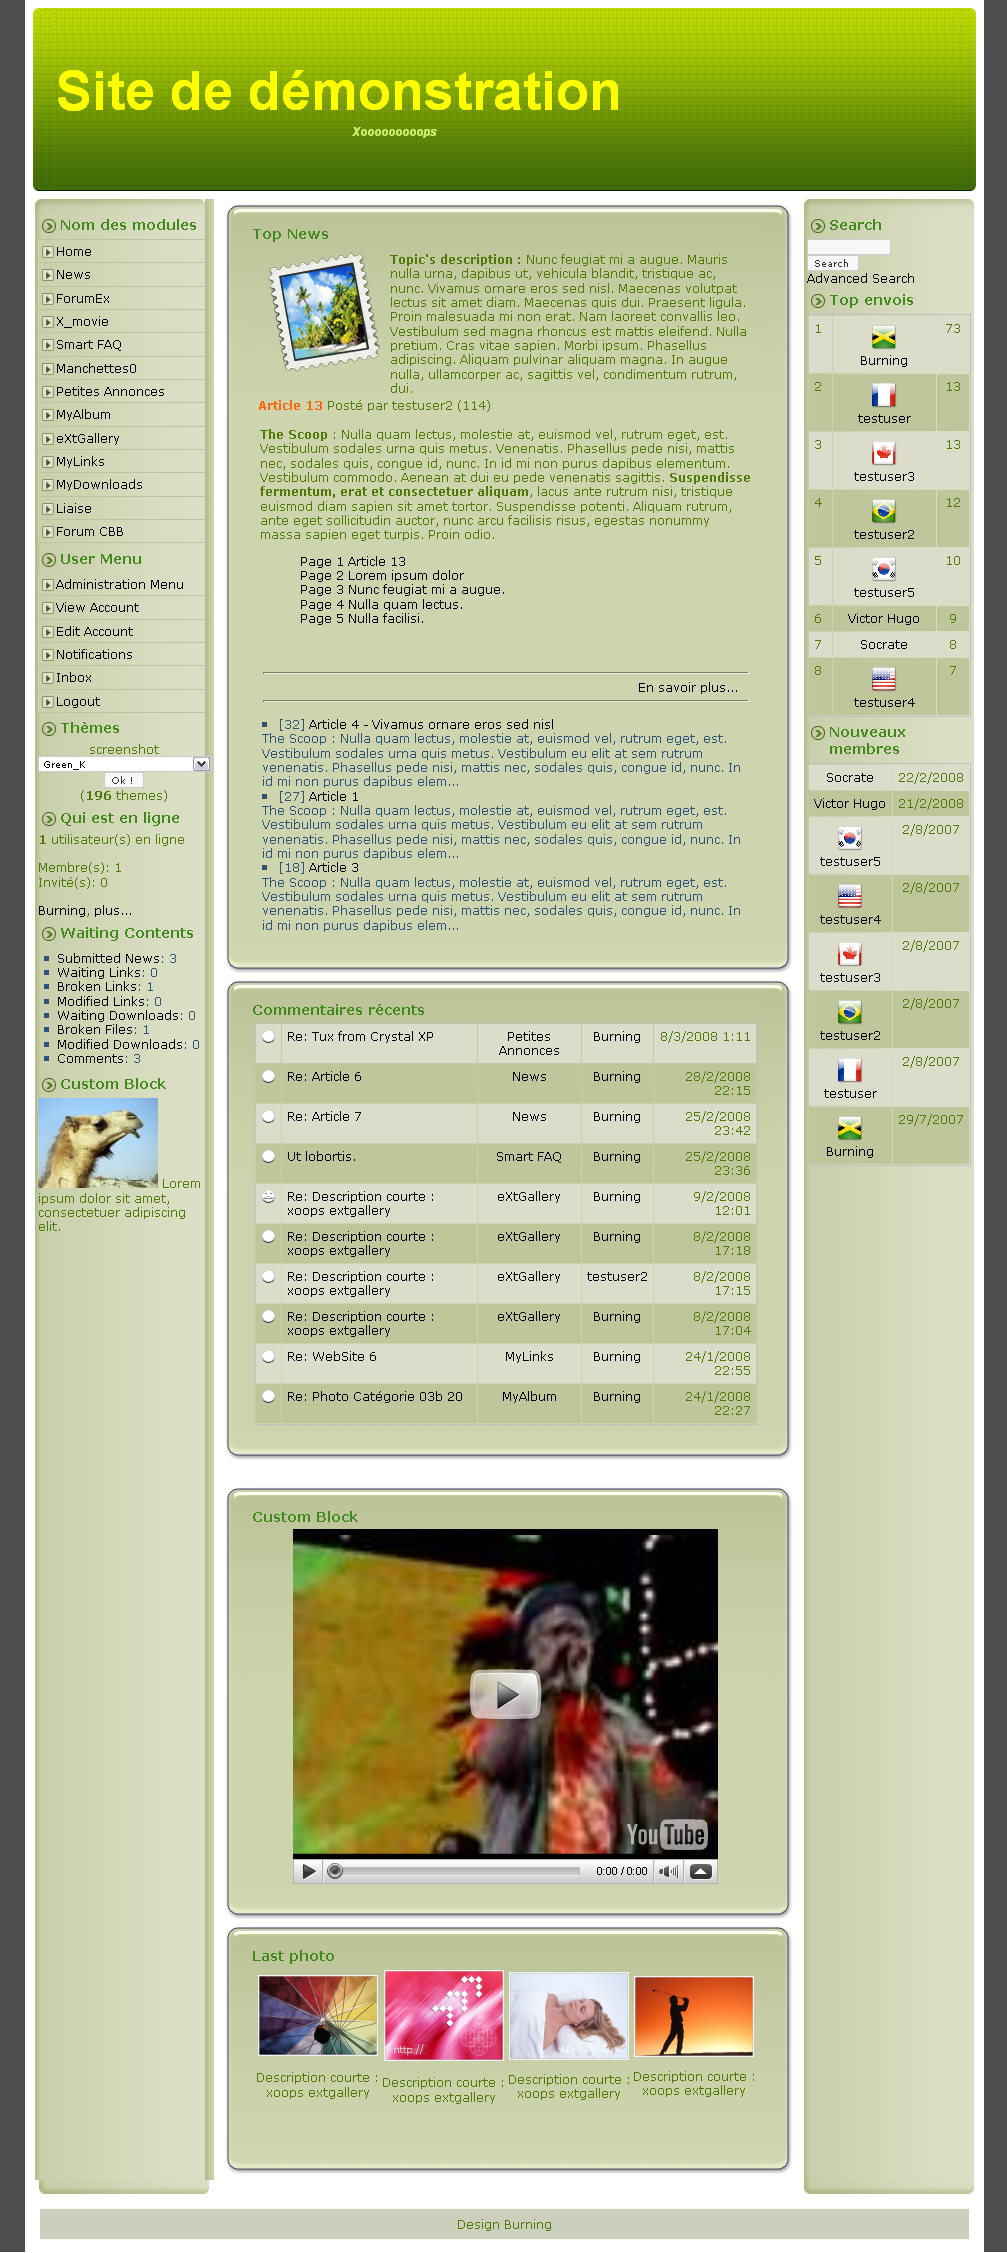 Site de démonstration
Xooooooooops
Nom des modules
Home
News
ForumEx
X_movie
Smart FAQ
Manchettes0
Petites Annonces
MyAlbum
eXtGallery
MyLinks
MyDownloads
Liaise
Forum CBB
User Menu
Administration Menu
View Account
Edit Account
Notifications
Inbox
Logout
Thèmes
screenshot
Green_K
Ok !
(196 themes)
Qui est en ligne
1 utilisateur(s) en ligne
Membre(s): 1
Invité(s): 0
Burning, plus...
Waiting Contents
Submitted News: 3
Waiting Links: 0
Broken Links: 1
Modified Links: 0
Waiting Downloads: 0
Broken Files: 1
Modified Downloads: 0
Comments: 3
Custom Block
Lorem
ipsum dolor sit amet,
consectetuer adipiscing
elit.
Top News
Topic's description : Nunc feugiat mi a augue. Mauris
nulla urna, dapibus ut, vehicula blandit, tristique ac,
nunc. Vivamus ornare eros sed nisl. Maecenas volutpat
lectus sit amet diam. Maecenas quis dui. Praesent ligula.
Proin malesuada mi non erat. Nam laoreet convallis leo.
Vestibulum sed magna rhoncus est mattis eleifend. Nulla
pretium. Cras vitae sapien. Morbi ipsum. Phasellus
adipiscing. Aliquam pulvinar aliquam magna. In augue
nulla, ullamcorper ac, sagittis vel, condimentum rutrum,
dui.
Article 13 Posté par testuser2 (114)
The Scoop : Nulla quam lectus, molestie at, euismod vel, rutrum eget, est.
Vestibulum sodales urna quis metus. Venenatis. Phasellus pede nisi, mattis
nec, sodales quis, congue id, nunc. In id mi non purus dapibus elementum.
Vestibulum commodo. Aenean at dui eu pede venenatis sagittis. Suspendisse
fermentum, erat et consectetuer aliquam, lacus ante rutrum nisi, tristique
euismod diam sapien sit amet tortor. Suspendisse potenti. Aliquam rutrum,
ante eget sollicitudin auctor, nunc arcu facilisis risus, egestas nonummy
massa sapien eget turpis. Proin odio.
Page 1 Article 13
Page 2 Lorem ipsum dolor
Page 3 Nunc feugiat mi a augue.
Page 4 Nulla quam lectus.
Page 5 Nulla facilisi.
En savoir plus...
[32] Article 4 - Vivamus ornare eros sed nisl
The Scoop : Nulla quam lectus, molestie at, euismod vel, rutrum eget, est.
Vestibulum sodales urna quis metus. Vestibulum eu elit at sem rutrum
venenatis. Phasellus pede nisi, mattis nec, sodales quis, congue id, nunc. In
id mi non purus dapibus elem...
[27] Article 1
The Scoop : Nulla quam lectus, molestie at, euismod vel, rutrum eget, est.
Vestibulum sodales urna quis metus. Vestibulum eu elit at sem rutrum
venenatis. Phasellus pede nisi, mattis nec, sodales quis, congue id, nunc. In
id mi non purus dapibus elem...
[18] Article 3
The Scoop : Nulla quam lectus, molestie at, euismod vel, rutrum eget, est.
Vestibulum sodales urna quis metus. Vestibulum eu elit at sem rutrum
venenatis. Phasellus pede nisi, mattis nec, sodales quis, congue id, nunc. In
id mi non purus dapibus elem...
Commentaires récents
Re: Tux from Crystal XP Petites Annonces Burning 8/3/2008 1:11
Re: Article 6 News Burning 28/2/2008 22:15
Re: Article 7 News Burning 25/2/2008 23:42
Ut lobortis. Smart FAQ Burning 25/2/2008 23:36
Re: Description courte : xoops extgallery eXtGallery Burning 9/2/2008 12:01
Re: Description courte : xoops extgallery eXtGallery Burning 8/2/2008 17:18
Re: Description courte : xoops extgallery eXtGallery testuser2 8/2/2008 17:15
Re: Description courte : xoops extgallery eXtGallery Burning 8/2/2008 17:04
Re: WebSite 6 MyLinks Burning 24/1/2008 22:55
Re: Photo Catégorie 03b 20 MyAlbum Burning 24/1/2008 22:27
Custom Block
YouTube
0:00 / 0:00
Last photo
http://
Description courte :
xoops extgallery
Description courte :
xoops extgallery
Description courte :
xoops extgallery
Description courte :
xoops extgallery
Search
Search
Advanced Search
Top envois
1 Burning 73
2 testuser 13
3 testuser3 13
4 testuser2 12
5 testuser5 10
6 Victor Hugo 9
7 Socrate 8
8 testuser4 7
Nouveaux
membres
Socrate 22/2/2008
Victor Hugo 21/2/2008
testuser5 2/8/2007
testuser4 2/8/2007
testuser3 2/8/2007
testuser2 2/8/2007
testuser 2/8/2007
Burning 29/7/2007
Design Burning